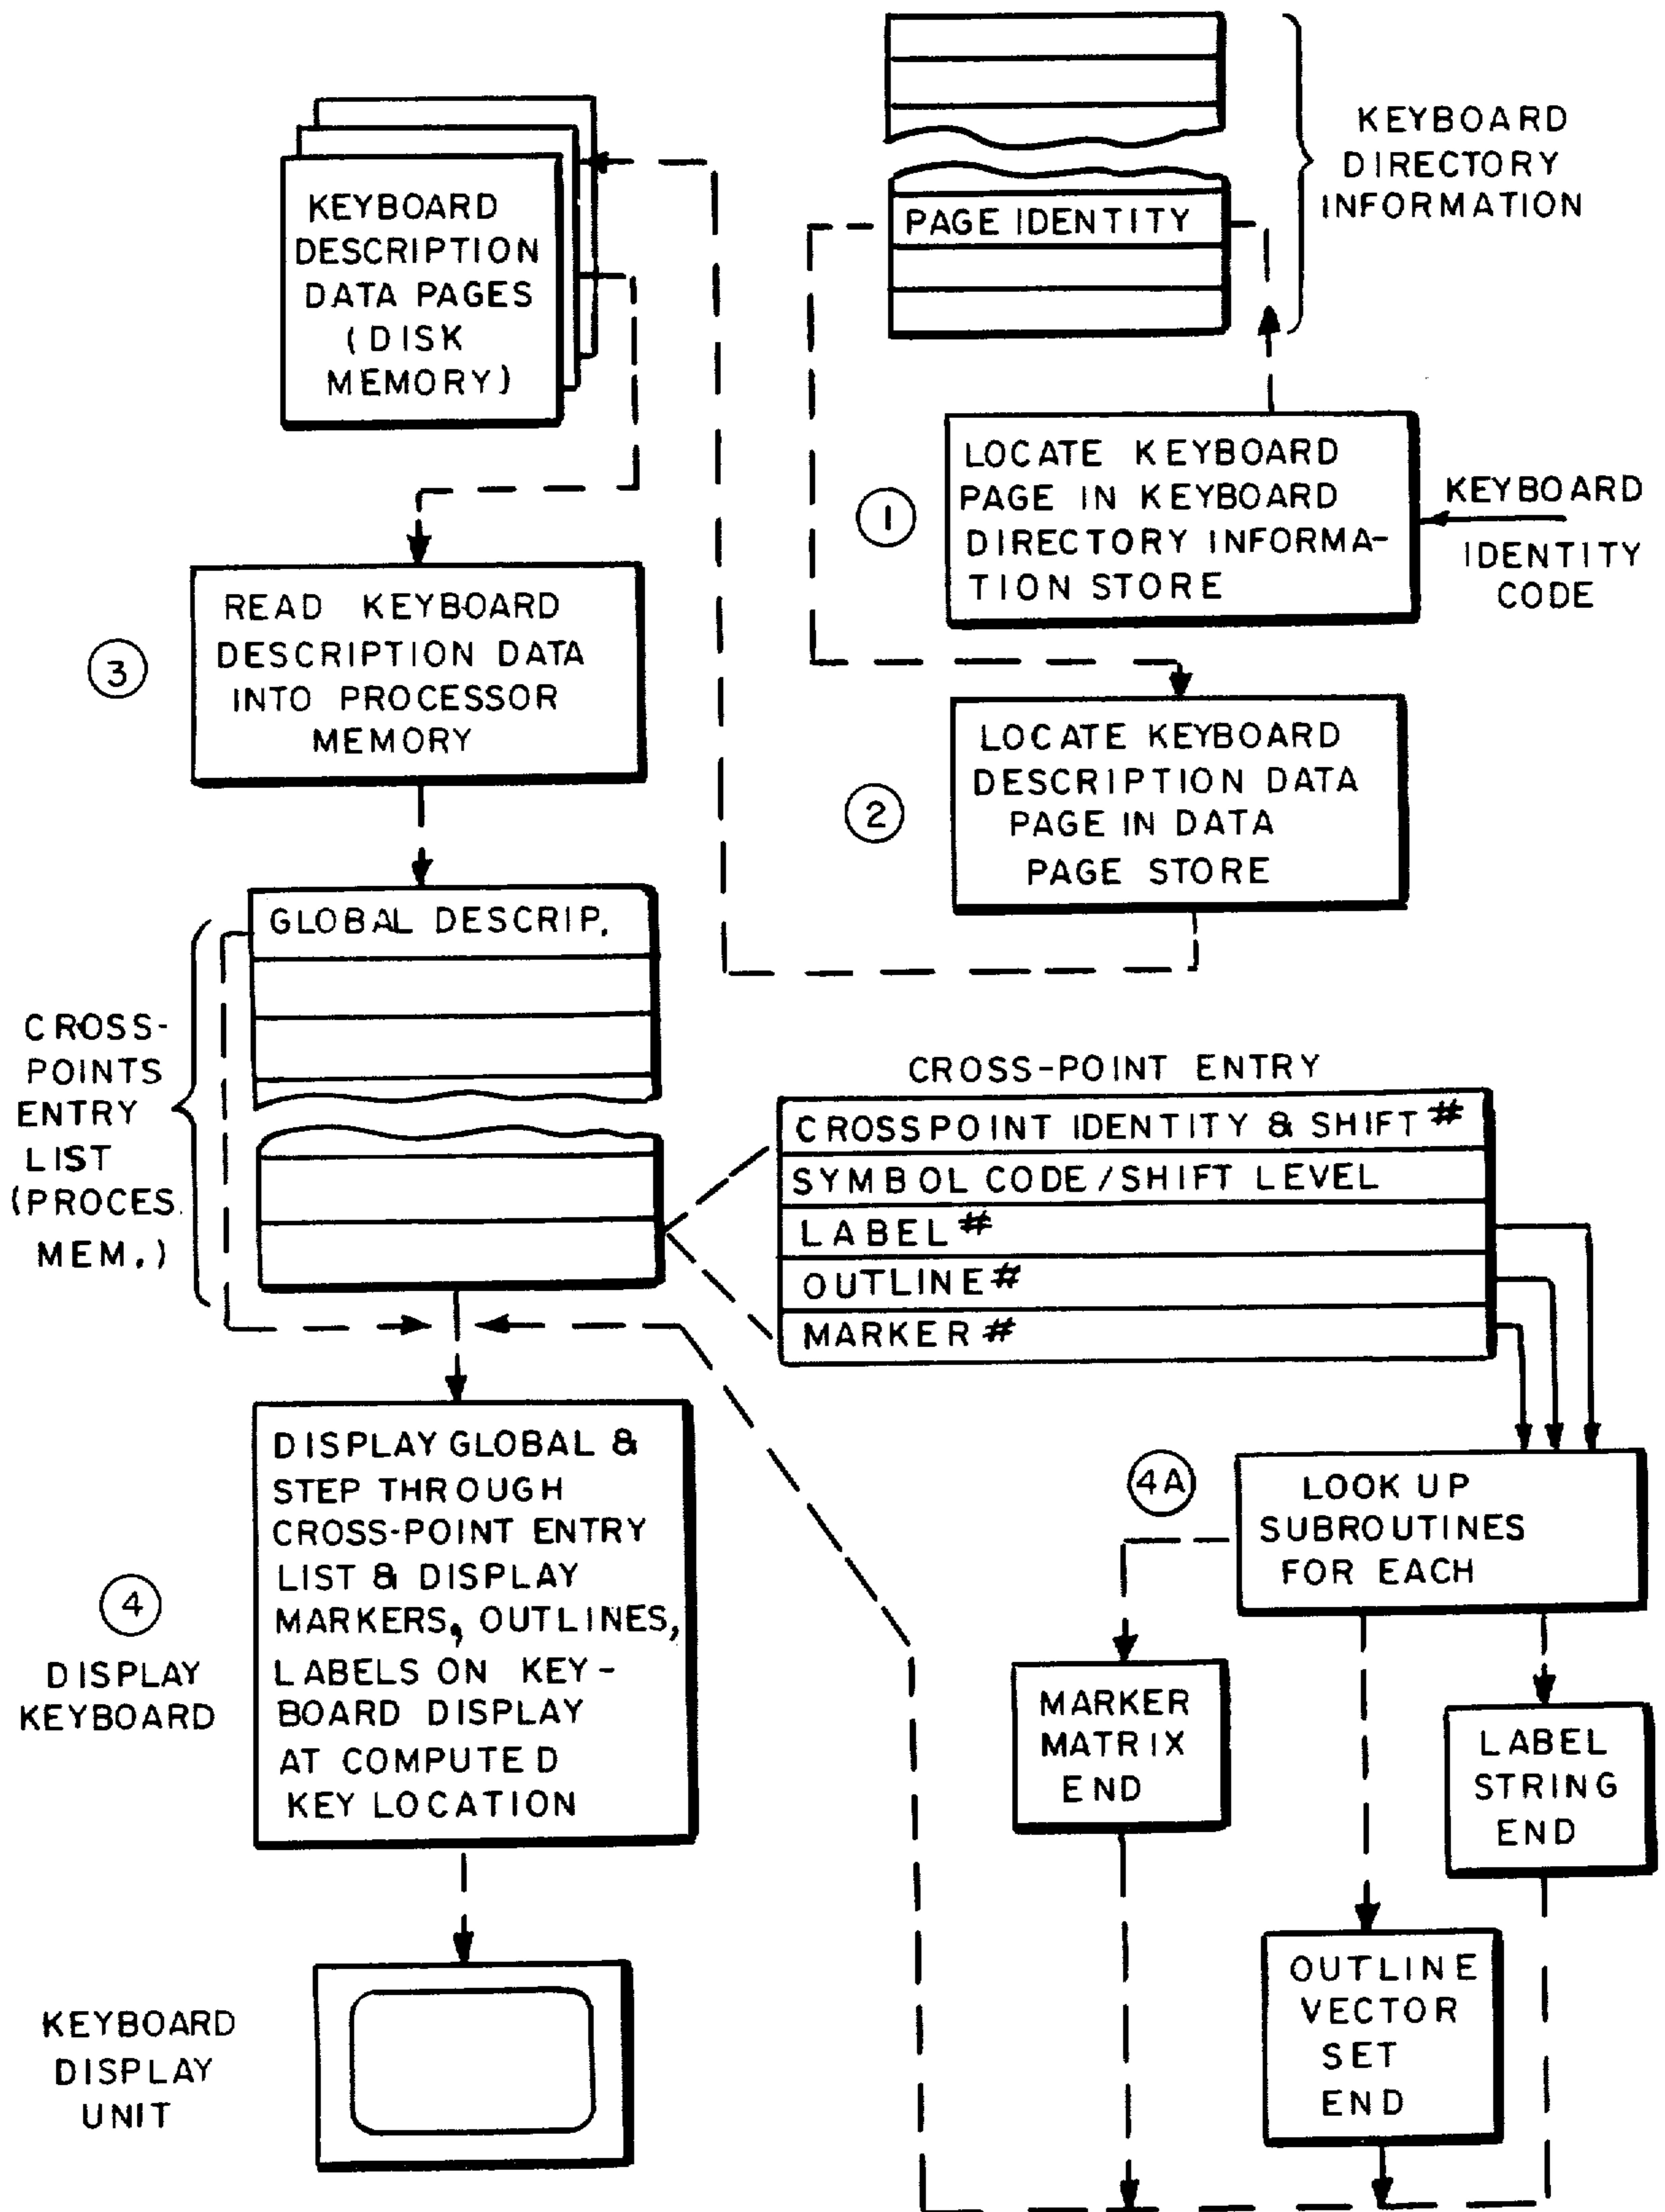 KEYBOARD
DIRECTORY
INFORMATION
PAGE IDENTITY
KEYBOARD
DESCRIPTION
DATA PAGES
(DISK
MEMORY)
1
LOCATE KEYBOARD
PAGE IN KEYBOARD
DIRECTORY INFORMA-
TION STORE
KEYBOARD
IDENTITY
CODE
2
LOCATE KEYBOARD
DESCRIPTION DATA
PAGE IN DATA
PAGE STORE
3
READ KEYBOARD
DESCRIPTION DATA
INTO PROCESSOR
MEMORY
GLOBAL DESCRIP.
CROSS-
POINTS
ENTRY
LIST
(PROCES.
MEM.)
CROSS-POINT ENTRY
CROSSPOINT IDENTITY & SHIFT #
SYMBOL CODE/SHIFT LEVEL
LABEL #
OUTLINE #
MARKER #
4
DISPLAY
KEYBOARD
DISPLAY GLOBAL &
STEP THROUGH
CROSS-POINT ENTRY
LIST & DISPLAY
MARKERS, OUTLINES,
LABELS ON KEY-
BOARD DISPLAY
AT COMPUTED
KEY LOCATION
4A
LOOK UP
SUBROUTINES
FOR EACH
MARKER
MATRIX
END
LABEL
STRING
END
OUTLINE
VECTOR
SET
END
KEYBOARD
DISPLAY
UNIT